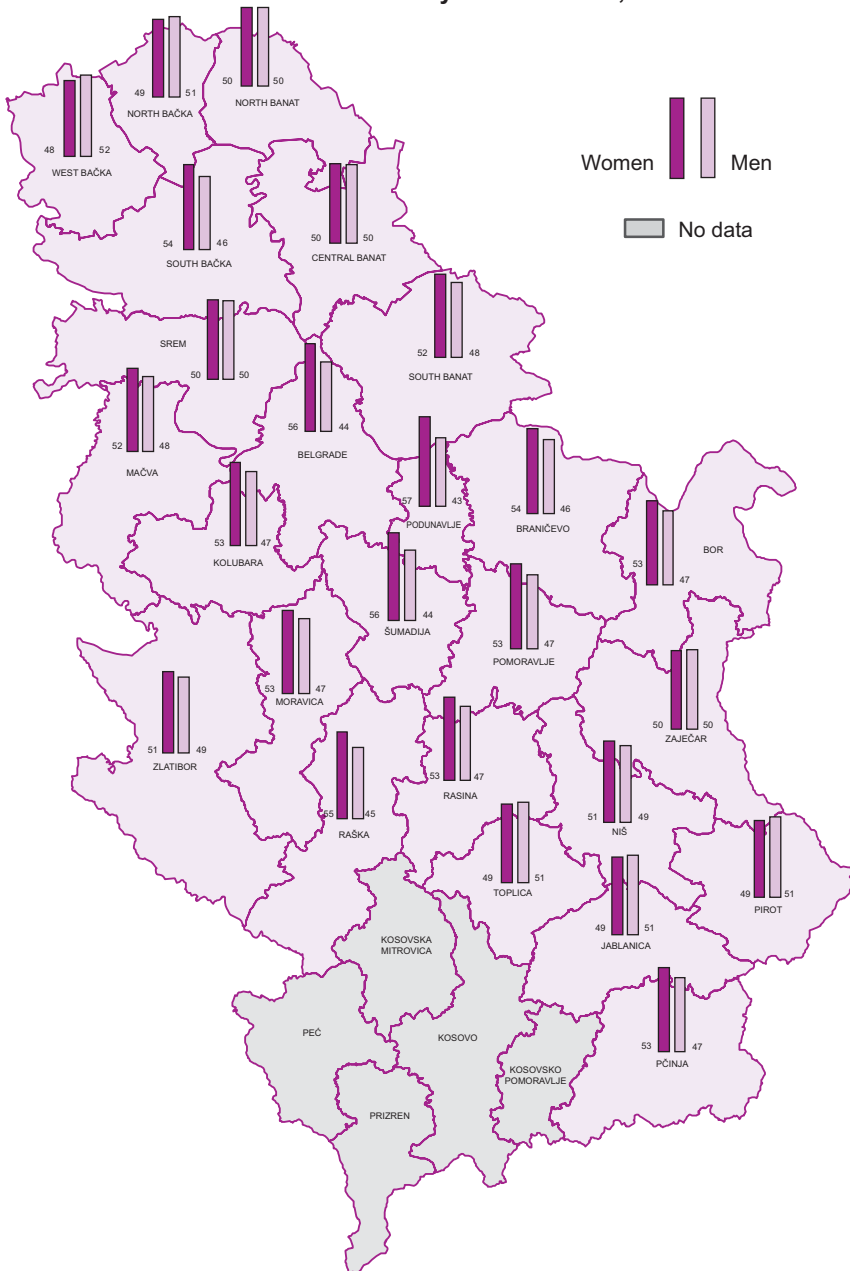 50 50
NORTH BANAT
49 51
NORTH BAČKA
48 52
WEST BAČKA
Women Men
No data
54 46
SOUTH BAČKA
50 50
CENTRAL BANAT
SREM
50 50
52 48
SOUTH BANAT
56 44
BELGRADE
52 48
MAČVA
57 43
PODUNAVLJE
54 46
BRANIČEVO
53 47
KOLUBARA
BOR
53 47
56 44
ŠUMADIJA
53 47
POMORAVLJE
53 47
MORAVICA
50 50
ZAJEČAR
51 49
ZLATIBOR
53 47
RASINA
55 45
RAŠKA
51 49
NIŠ
49 51
TOPLICA
49 51
PIROT
49 51
JABLANICA
KOSOVSKA
MITROVICA
PEĆ
KOSOVO
KOSOVSKO
POMORAVLJE
53 47
PČINJA
PRIZREN